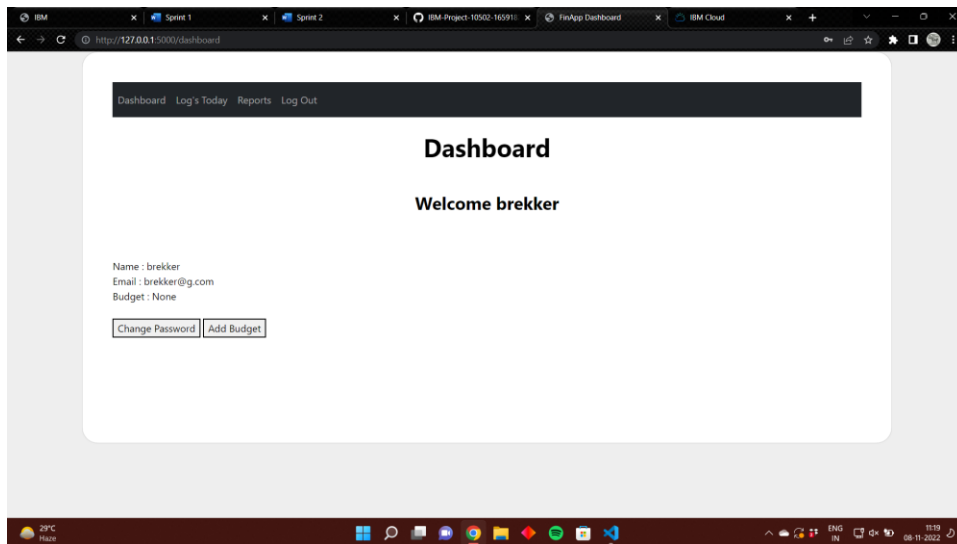 IBM
Sprint 1
Sprint 2
IBM-Project-10502-165918
FinApp Dashboard
IBM Cloud
http://127.0.0.1:5000/dashboard
Dashboard Log's Today Reports Log Out
Dashboard
Welcome brekker
Name : brekker
Email : brekker@g.com
Budget : None
Change Password Add Budget
29°C
Haze
ENG
IN
11:19
08-11-2022